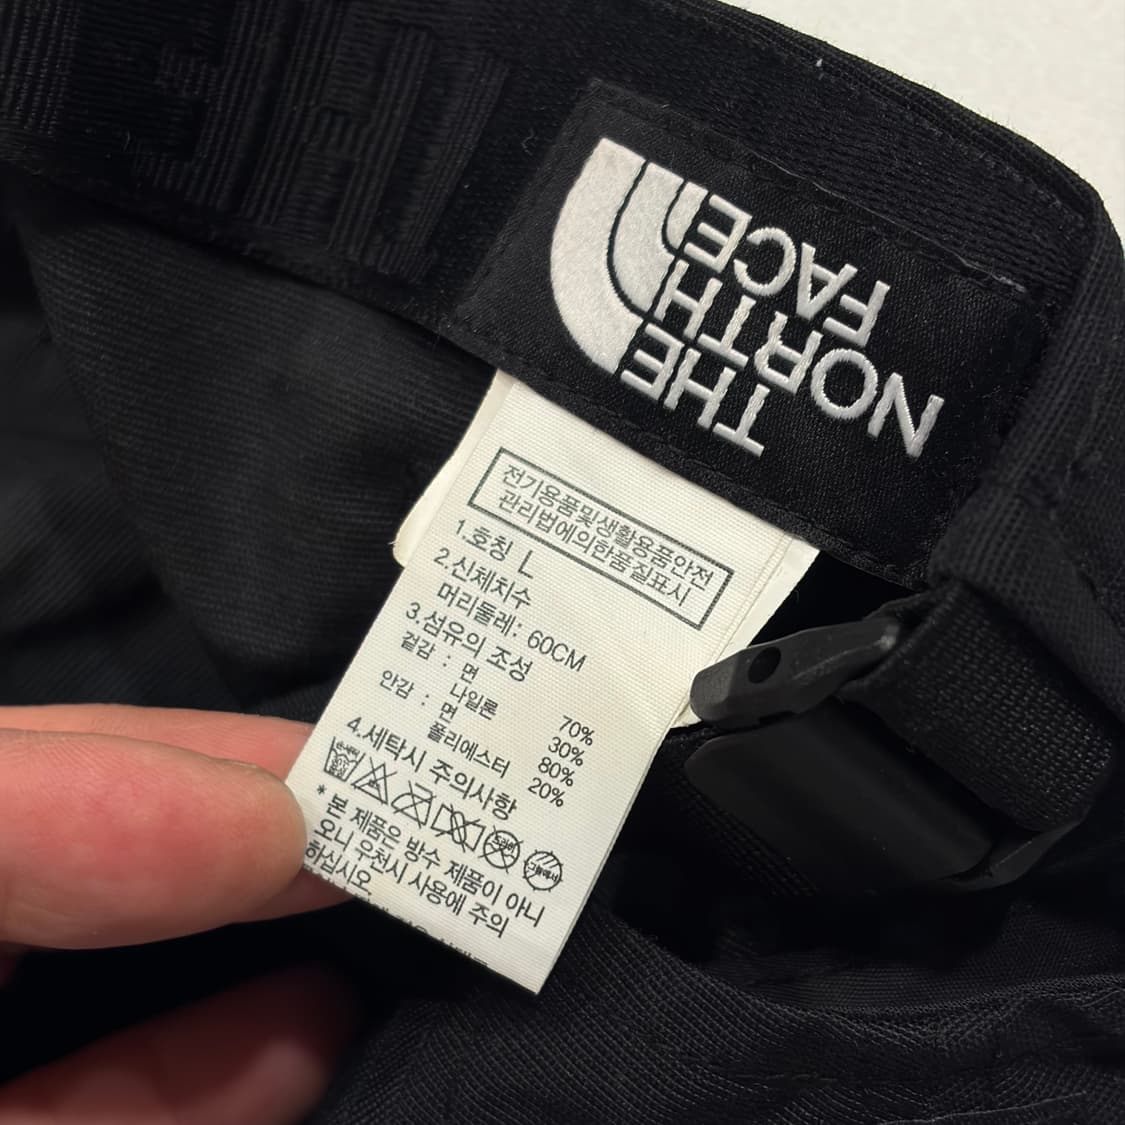 THE
NORTH
FACE
전기용품및생활용품안전
관리법에의한품질표시
1.호칭 L
2.신체치수
머리둘레: 60CM
3.섬유의 조성
겉감 : 면 70%
나일론 30%
안감 : 면 80%
폴리에스터 20%
4.세탁시 주의사항
* 본 제품은 방수 제품이 아니
오니 우천시 사용에 주의
하십시오.